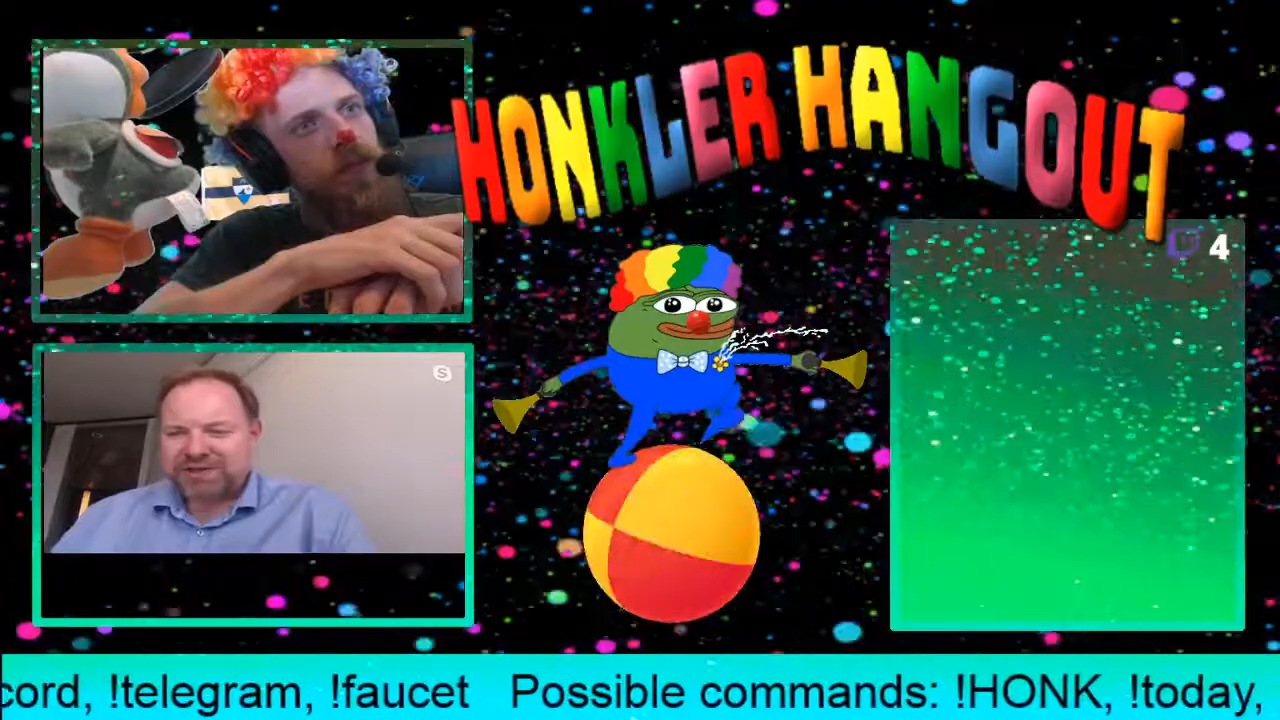 HONKLER HANGOUT
4
cord, !telegram, !faucet Possible commands: !HONK, !today,